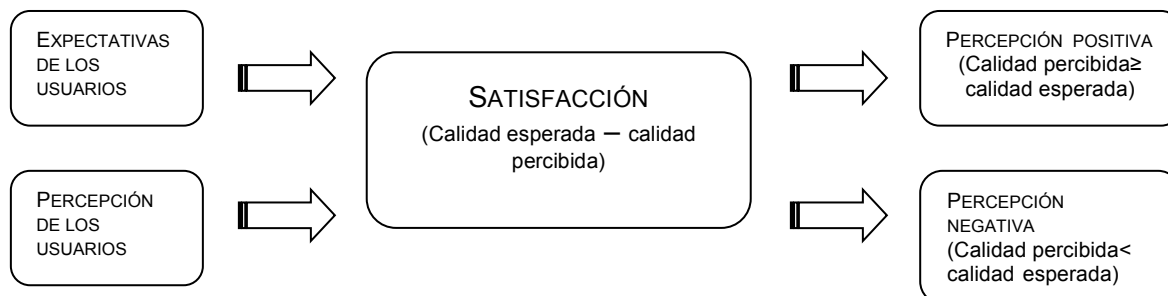 EXPECTATIVAS
DE LOS
USUARIOS
PERCEPCIÓN
DE LOS
USUARIOS
SATISFACCIÓN
(Calidad esperada – calidad
percibida)
PERCEPCIÓN POSITIVA
(Calidad percibida≥
calidad esperada)
PERCEPCIÓN
NEGATIVA
(Calidad percibida<
calidad esperada)